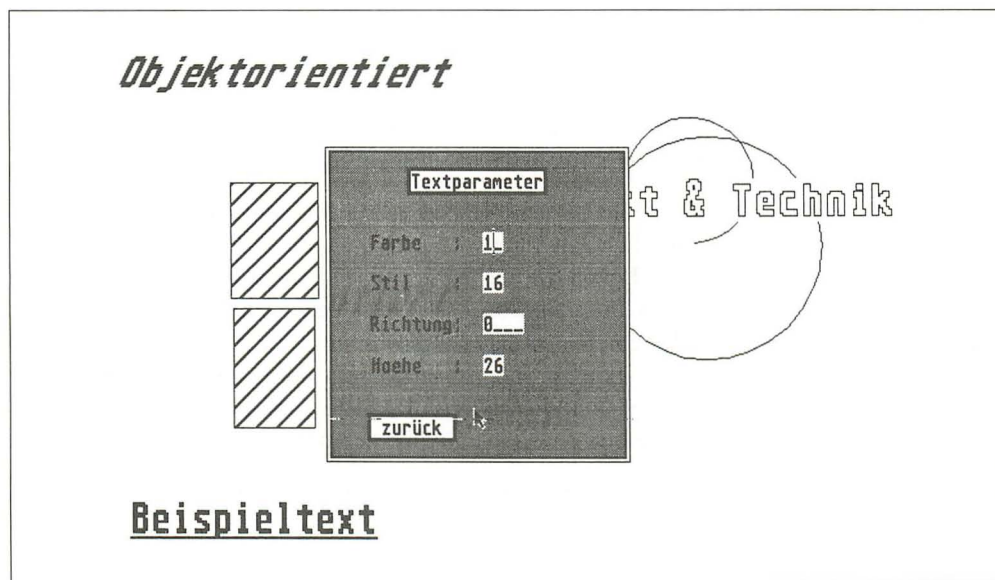 Objektorientiert
Textparameter
t & Technik
Farbe : 1_
Stil : 16
Richtung: 0___
Hoehe : 26
zurück
Beispieltext